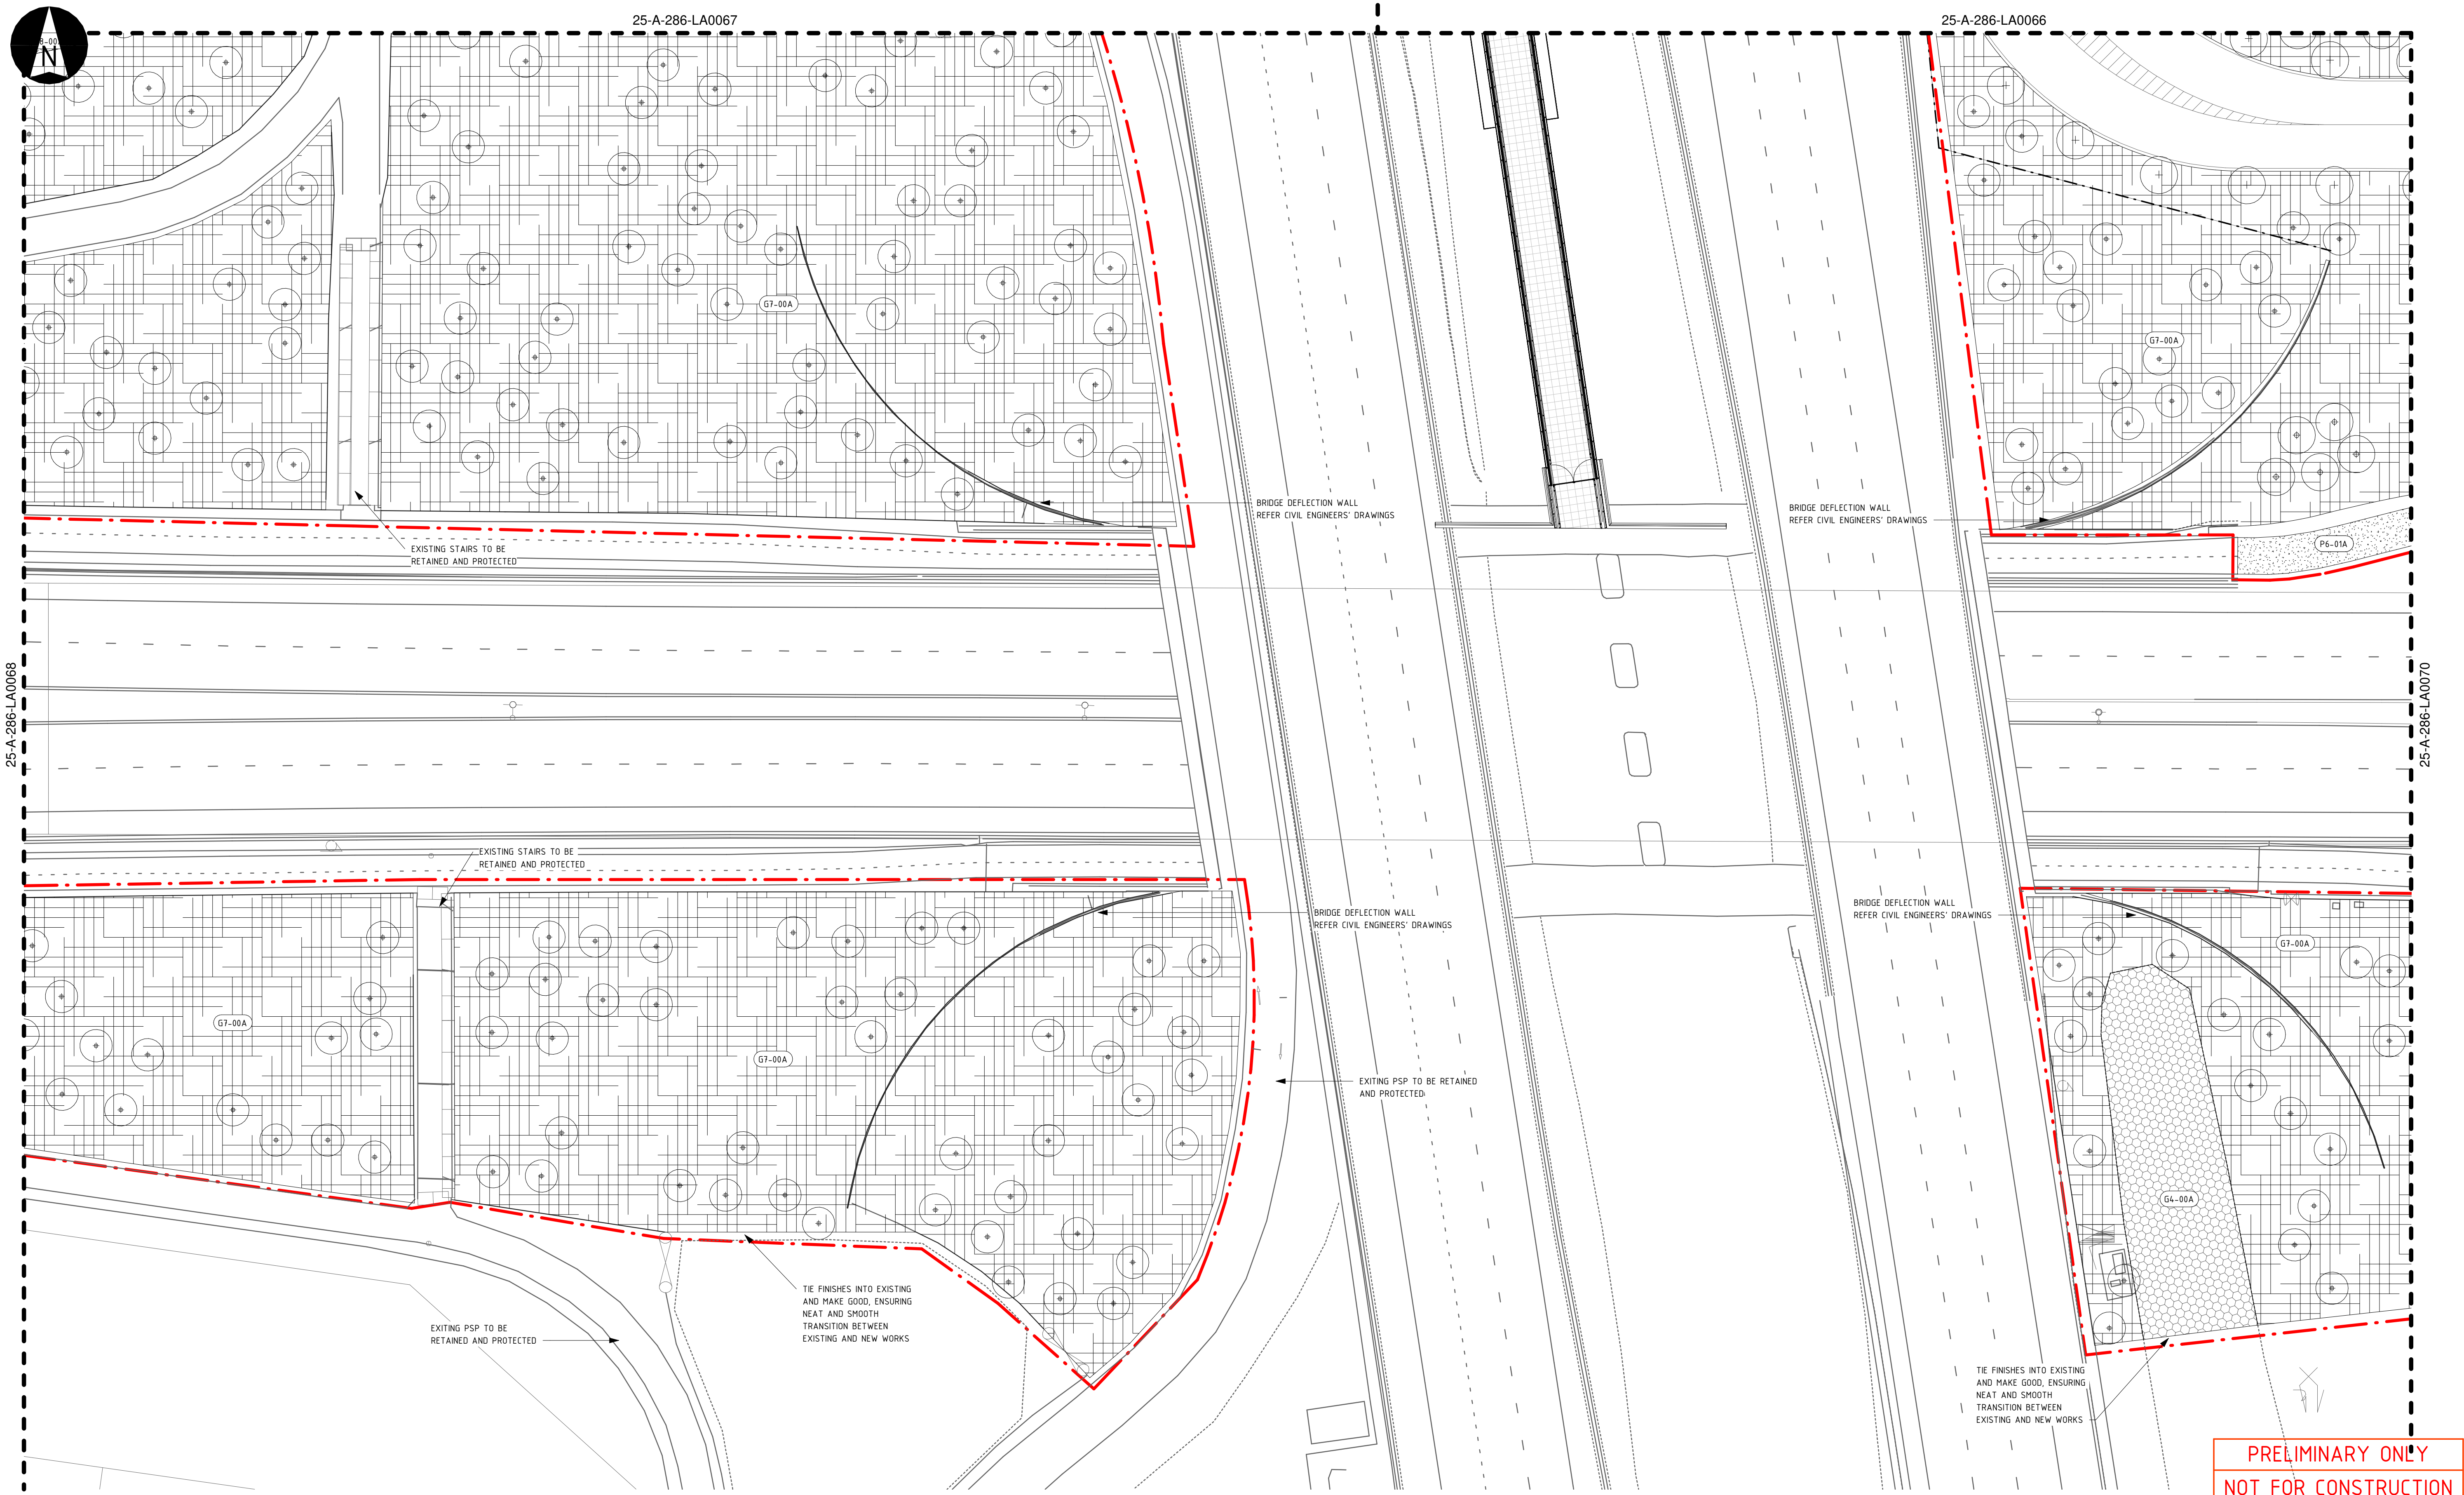 25-A-286-LA0067
25-A-286-LA0066
N
G7-00A
G7-00A
BRIDGE DEFLECTION WALL
REFER CIVIL ENGINEERS' DRAWINGS
BRIDGE DEFLECTION WALL
REFER CIVIL ENGINEERS' DRAWINGS
P6-01A
EXISTING STAIRS TO BE
RETAINED AND PROTECTED
25-A-286-LA0068
25-A-286-LA0070
EXISTING STAIRS TO BE
RETAINED AND PROTECTED
BRIDGE DEFLECTION WALL
REFER CIVIL ENGINEERS' DRAWINGS
BRIDGE DEFLECTION WALL
REFER CIVIL ENGINEERS' DRAWINGS
G7-00A
G7-00A
G7-00A
EXITING PSP TO BE RETAINED
AND PROTECTED
G4-00A
TIE FINISHES INTO EXISTING
AND MAKE GOOD, ENSURING
NEAT AND SMOOTH
TRANSITION BETWEEN
EXISTING AND NEW WORKS
EXITING PSP TO BE
RETAINED AND PROTECTED
TIE FINISHES INTO EXISTING
AND MAKE GOOD, ENSURING
NEAT AND SMOOTH
TRANSITION BETWEEN
EXISTING AND NEW WORKS
PRELIMINARY ONLY
NOT FOR CONSTRUCTION